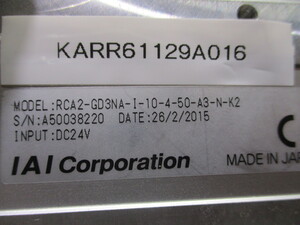 KARR61129A016
MODEL:RCA2-GD3NA-I-10-4-50-A3-N-K2
S/N:A50038220 DATE:26/2/2015
INPUT:DC24V
IAI Corporation MADE IN